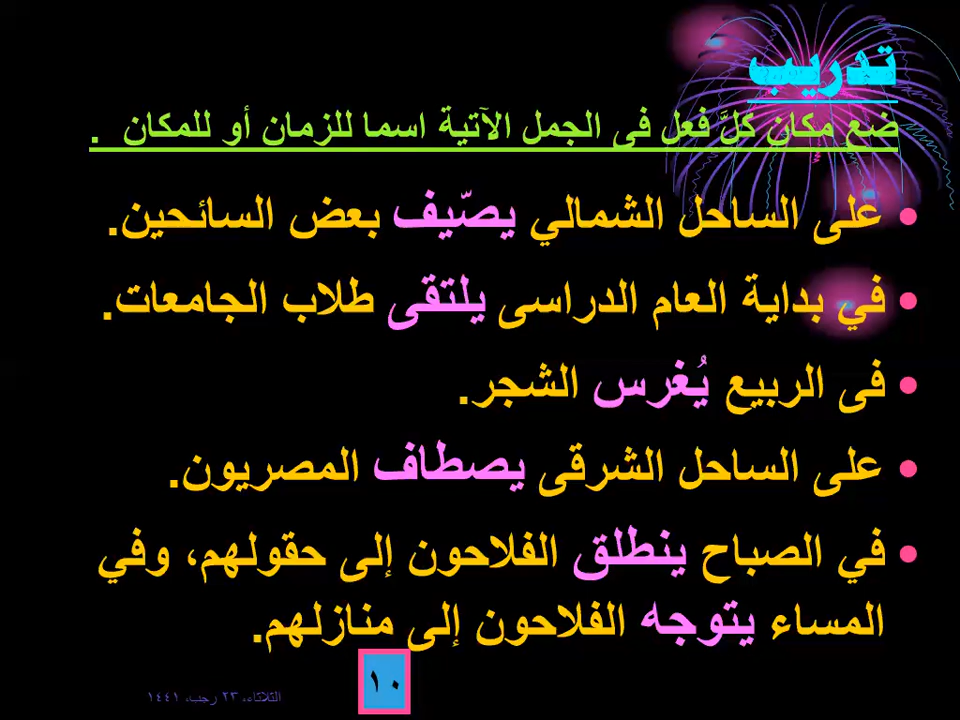 تدريب
ضع مكان كلَّ فعل فى الجمل الآتية اسما للزمان أو للمكان .
• على الساحل الشمالي يصّيف بعض السائحين.
• في بداية العام الدراسى يلتقى طلاب الجامعات.
• فى الربيع يُغرس الشجر.
• على الساحل الشرقى يصطاف المصريون.
• في الصباح ينطلق الفلاحون إلى حقولهم، وفي
المساء يتوجه الفلاحون إلى منازلهم.
١٠
الثلاثاء، ٢٣ رجب، ١٤٤١